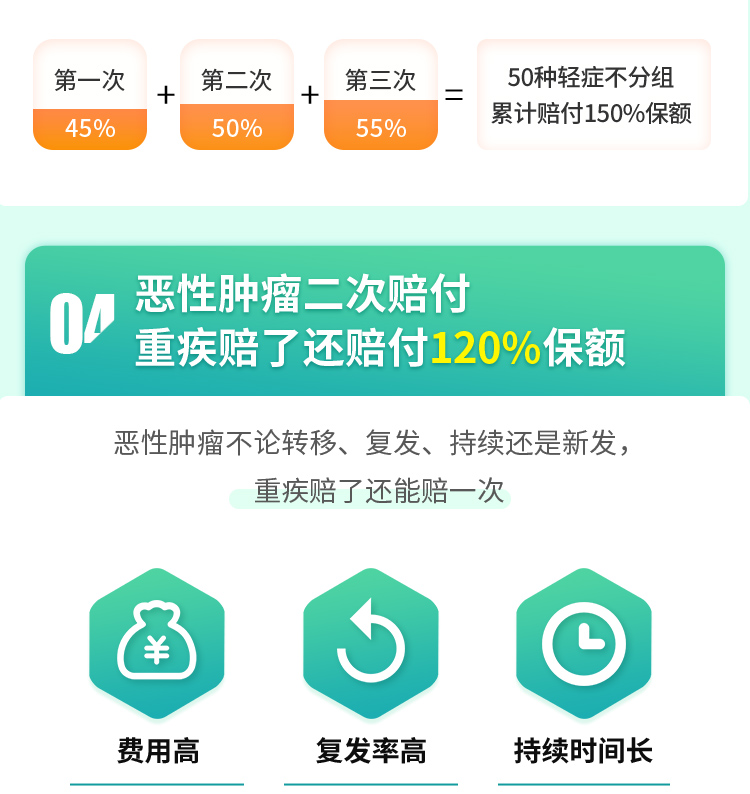 第一次
45%
+
第二次
50%
+
第三次
55%
=
50种轻症不分组
累计赔付150%保额
04
恶性肿瘤二次赔付
重疾赔了还赔付120%保额
恶性肿瘤不论转移、复发、持续还是新发，
重疾赔了还能赔一次
¥
费用高
复发率高
持续时间长